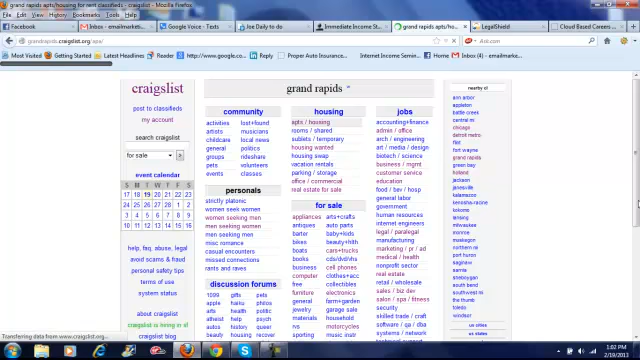 grand rapids apts/housing for rent classifieds - craigslist - Mozilla Firefox
File Edit View History Bookmarks Tools Help
Facebook
Inbox - emailmarke...
Google Voice - Texts
Joe Daily to do
Immediate Income St...
grand rapids apts/hou...
LegalShield
Cloud Based Careers ...
grandrapids.craigslist.org/apa/
Ask.com
Most Visited Getting Started Latest Headlines Reader http://www.google.co... Proper Auto Insurance... Income Seminar... Facebook Inbox (4) - emailmarke...
craigslist
post to classifieds
my account
search craigslist
for sale
>
event calendar
S M T W T F S
17 18 19 20 21 22 23
24 25 26 27 28 1 2
3 4 5 6 7 8 9
10 11 12 13 14 15 16
help, faq, abuse, legal
avoid scams & fraud
personal safety tips
terms of use
system status
about craigslist
craigslist is hiring in sf
craigslist blog
grand rapids
community
activities lost+found
artists musicians
childcare local news
general politics
groups rideshare
pets volunteers
events classes
personals
strictly platonic
women seek women
women seeking men
men seeking women
men seeking men
misc romance
casual encounters
missed connections
rants and raves
discussion forums
1099 gifts pets
apple haiku philos
arts health politic
atheist help psych
autos history queer
beauty housing recover
housing
apts / housing
rooms / shared
sublets / temporary
housing wanted
housing swap
vacation rentals
parking / storage
office / commercial
real estate for sale
for sale
appliances arts+crafts
antiques auto parts
barter baby+kids
bikes beauty+hlth
boats cars+trucks
books cds/dvd/vhs
business cell phones
computer clothes+acc
free collectibles
furniture electronics
general farm+garden
jewelry garage sale
materials household
rvs motorcycles
sporting music instr
jobs
accounting+finance
admin / office
arch / engineering
art / media / design
biotech / science
business / mgmt
customer service
education
food / bev / hosp
general labor
government
human resources
internet engineers
legal / paralegal
manufacturing
marketing / pr / ad
medical / health
nonprofit sector
real estate
retail / wholesale
sales / biz dev
salon / spa / fitness
security
skilled trade / craft
software / qa / dba
systems / network
nearby cl
ann arbor
appleton
battle creek
central mi
chicago
detroit metro
flint
fort wayne
grand rapids
green bay
holland
jackson
janesville
kalamazoo
kenosha-racine
kokomo
lansing
milwaukee
monroe
muskegon
northern mi
port huron
saginaw
sheboygan
south bend
the thumb
toledo
windsor
us cities
us states
Transferring data from www.craigslist.org...
1:02 PM
2/19/2013